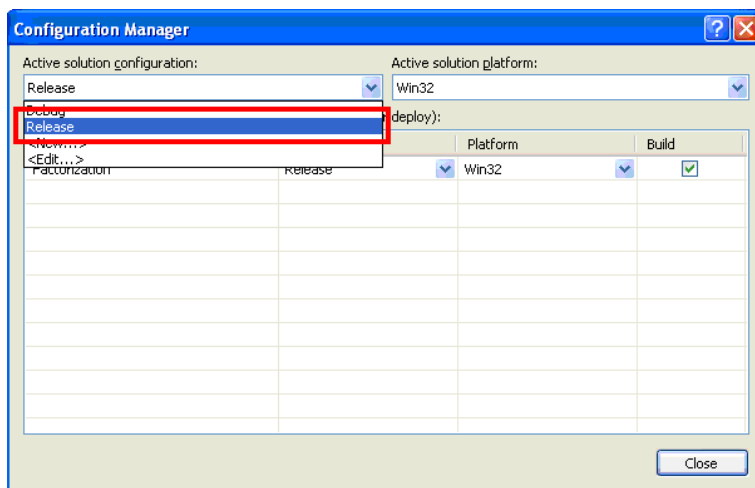 Configuration Manager
Active solution configuration:
Active solution platform:
Release
Win32
Debug
Release
deploy):
<New...>
<Edit...>
Platform
Build
Factorization
Release
Win32
Close